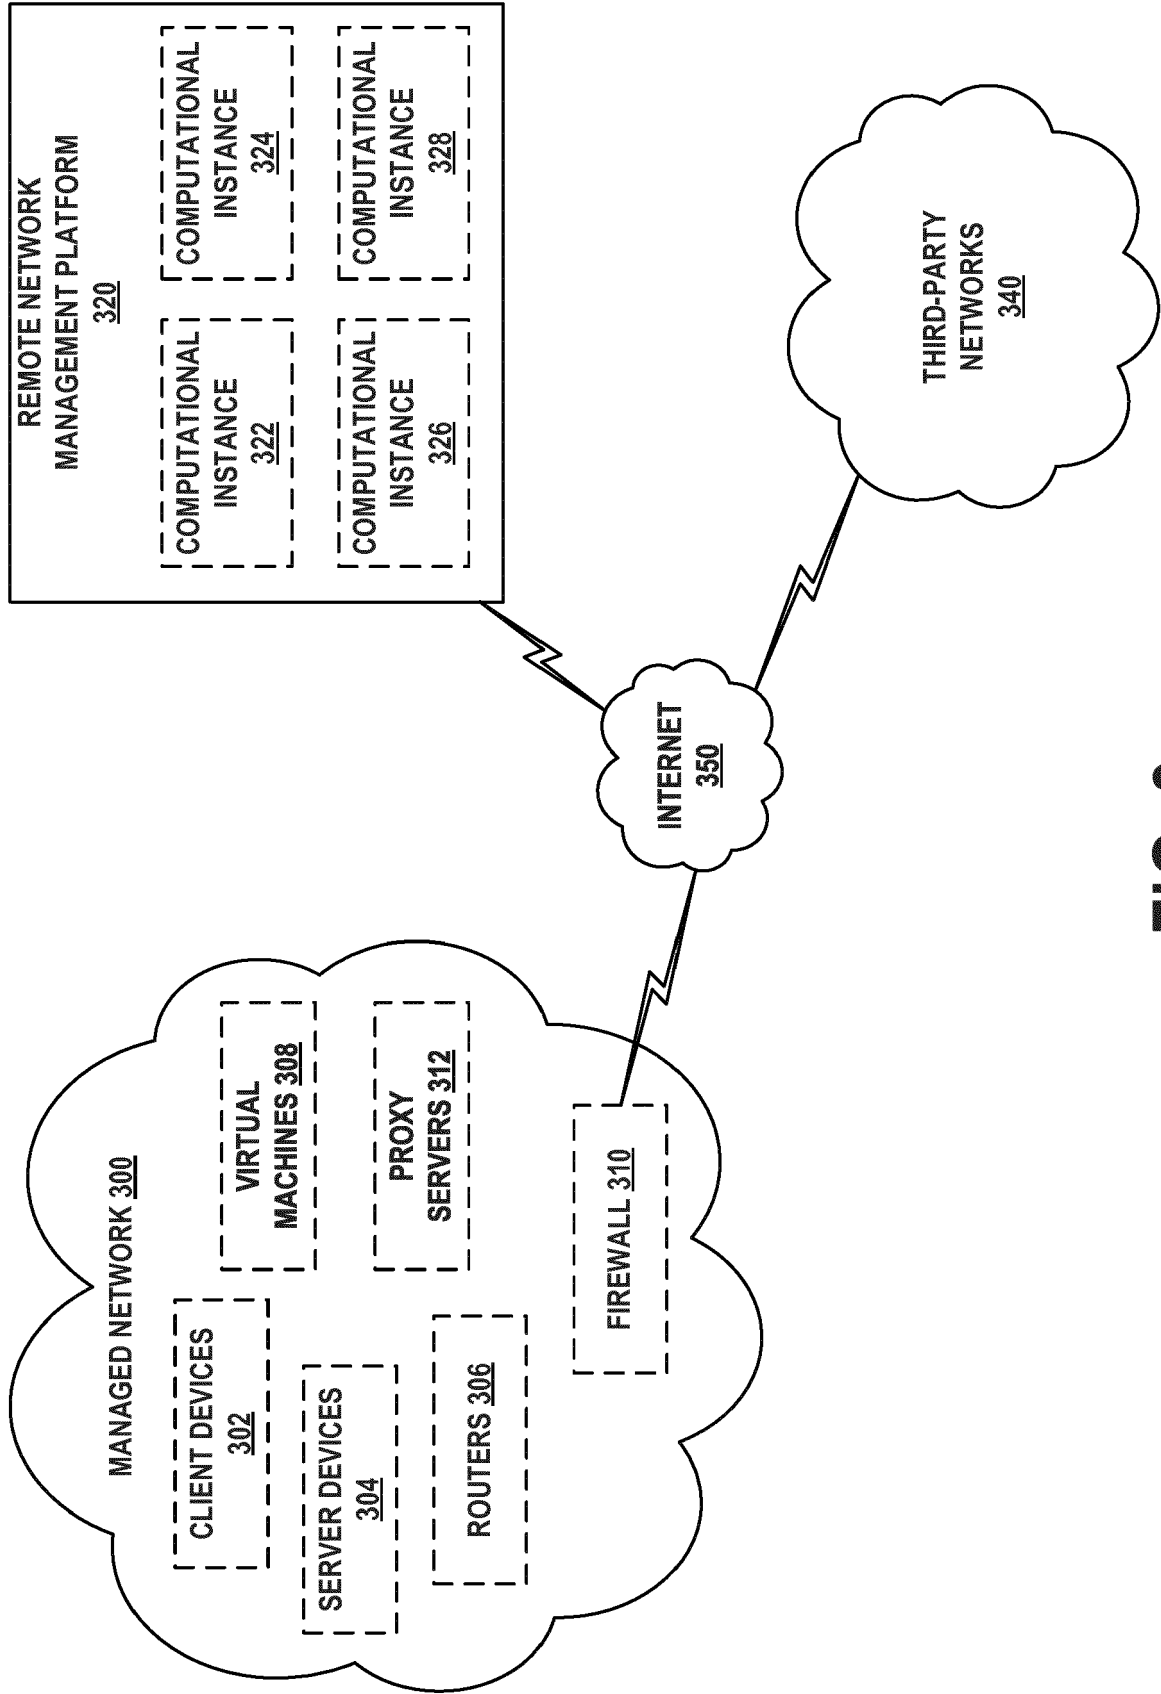 MANAGED NETWORK 300
CLIENT DEVICES
302
SERVER DEVICES
304
ROUTERS 306
VIRTUAL
MACHINES 308
PROXY
SERVERS 312
FIREWALL 310
INTERNET
350
REMOTE NETWORK
MANAGEMENT PLATFORM
320
COMPUTATIONAL
INSTANCE
322
COMPUTATIONAL
INSTANCE
324
COMPUTATIONAL
INSTANCE
326
COMPUTATIONAL
INSTANCE
328
THIRD-PARTY
NETWORKS
340